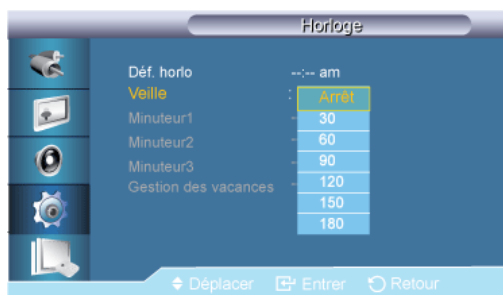 Horloge
Déf. horlo --:-- am
Veille : Arrêt
Minuteur1 - 30
Minuteur2 - 60
Minuteur3 - 90
Gestion des vacances - 120
150
180
Déplacer Entrer Retour